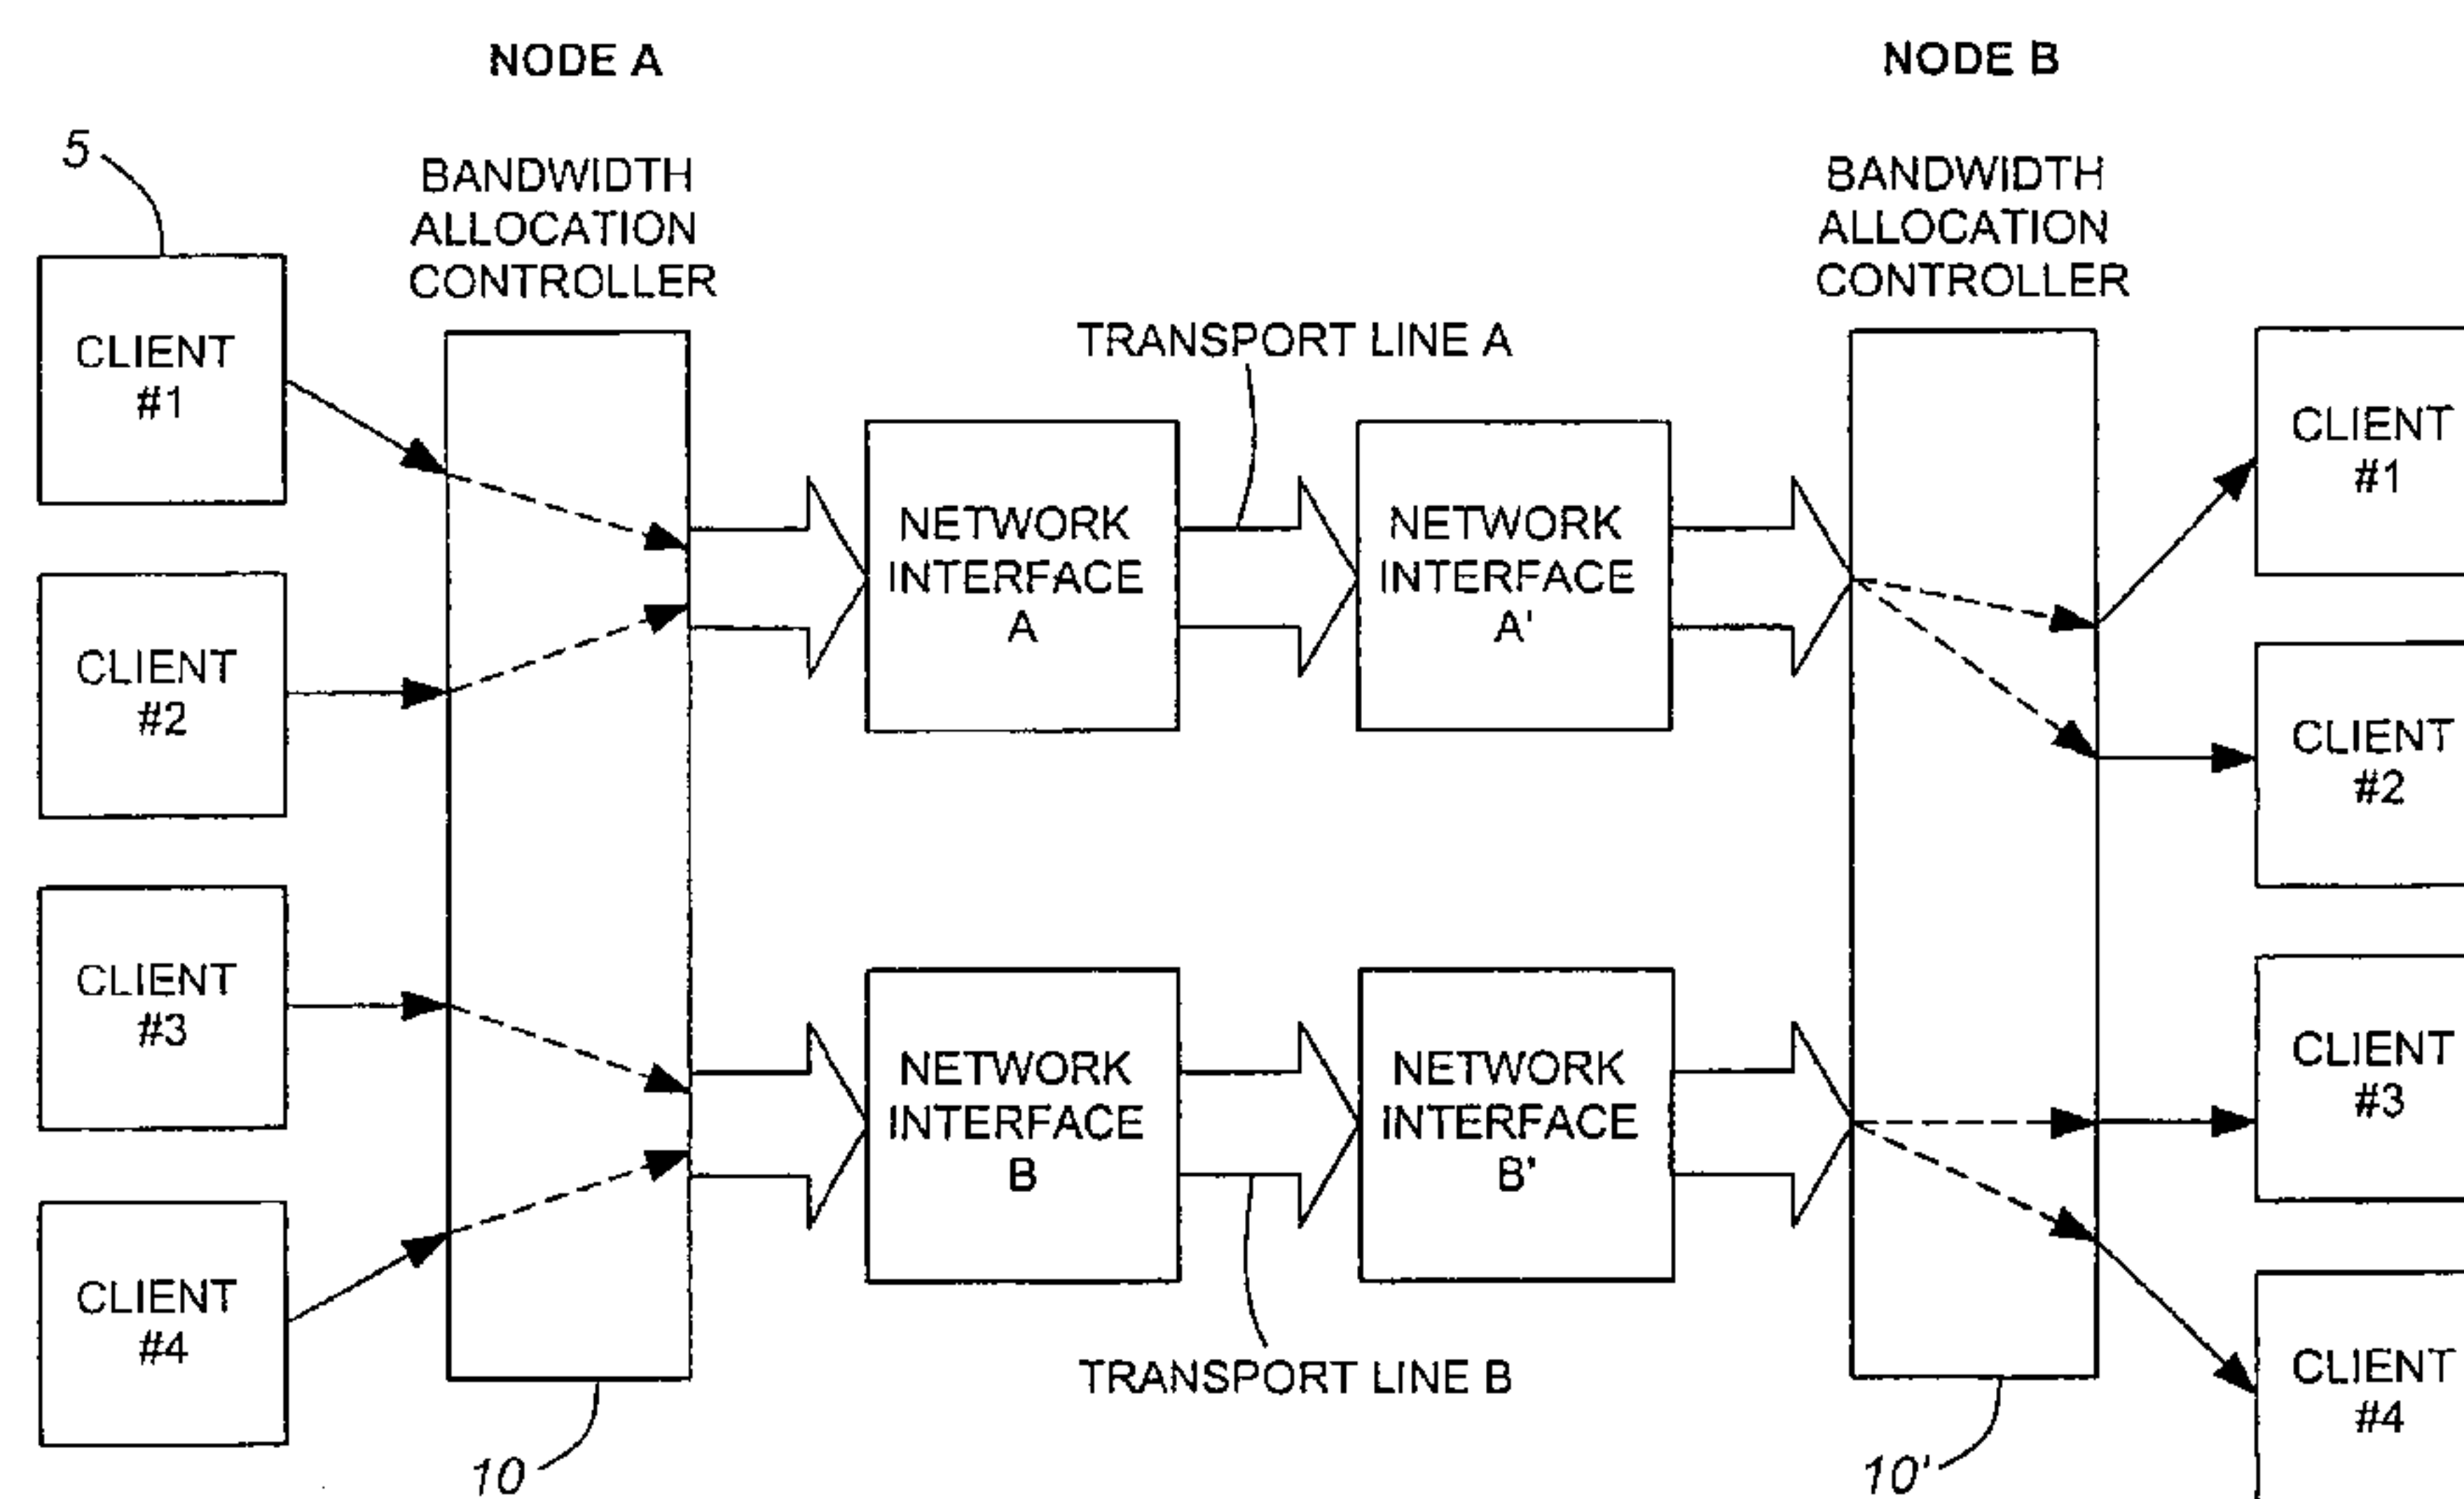 NODE A
NODE B
5
BANDWIDTH
ALLOCATION
CONTROLLER
BANDWIDTH
ALLOCATION
CONTROLLER
TRANSPORT LINE A
CLIENT
#1
CLIENT
#2
CLIENT
#3
CLIENT
#4
NETWORK
INTERFACE
A
NETWORK
INTERFACE
A'
NETWORK
INTERFACE
B
NETWORK
INTERFACE
B'
TRANSPORT LINE B
CLIENT
#1
CLIENT
#2
CLIENT
#3
CLIENT
#4
10
10'